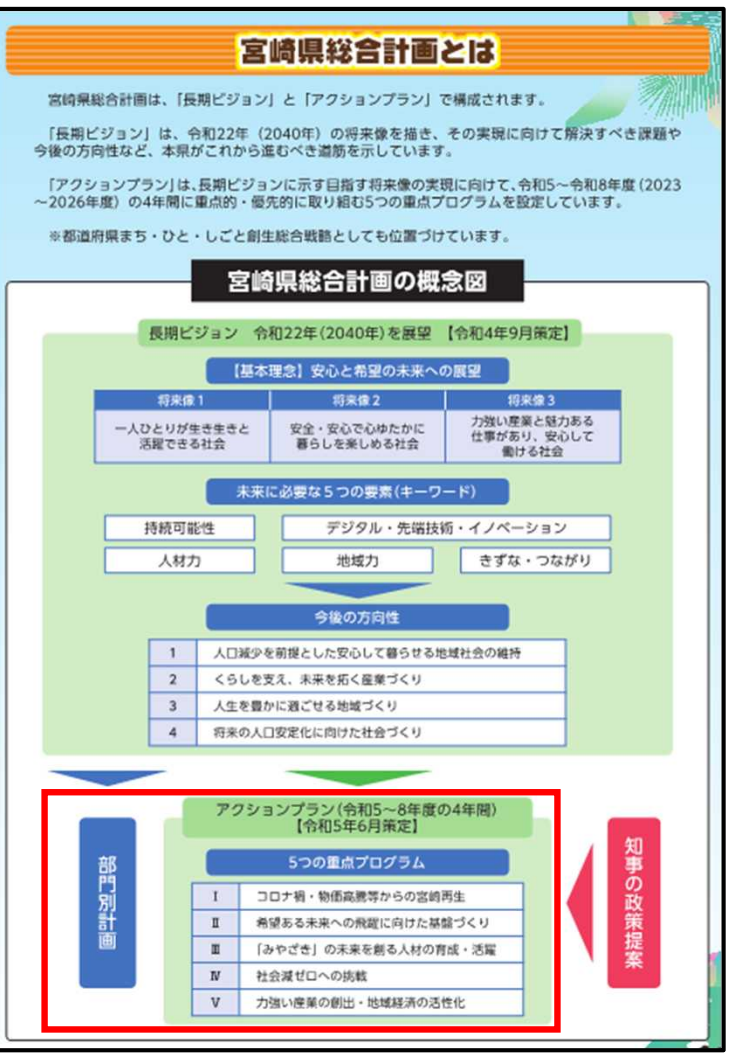 宮崎県総合計画とは
宮崎県総合計画は、「長期ビジョン」と「アクションプラン」で構成されます。
「長期ビジョン」は、令和22年（2040年）の将来像を描き、その実現に向けて解決すべき課題や
今後の方向性など、本県がこれから進むべき道筋を示しています。
「アクションプラン」は、長期ビジョンに示す目指す将来像の実現に向けて、令和5～令和8年度（2023
～2026年度）の4年間に重点的・優先的に取り組む5つの重点プログラムを設定しています。
※都道府県まち・ひと・しごと創生総合戦略としても位置づけています。
宮崎県総合計画の概念図
長期ビジョン　令和22年（2040年）を展望　【令和4年9月策定】
【基本理念】安心と希望の未来への展望
将来像1
将来像2
将来像3
一人ひとりが生き生きと
活躍できる社会
安全・安心で心ゆたかに
暮らしを楽しめる社会
力強い産業と魅力ある
仕事があり、安心して
働ける社会
未来に必要な5つの要素（キーワード）
持続可能性
デジタル・先端技術・イノベーション
人材力
地域力
きずな・つながり
今後の方向性
1 人口減少を前提とした安心して暮らせる地域社会の維持
2 くらしを支え、未来を拓く産業づくり
3 人生を豊かに過ごせる地域づくり
4 将来の人口安定化に向けた社会づくり
部門別計画
アクションプラン（令和5～8年度の4年間）
【令和5年6月策定】
5つの重点プログラム
Ⅰ コロナ禍・物価高騰等からの宮崎再生
Ⅱ 希望ある未来への飛躍に向けた基盤づくり
Ⅲ 「みやざき」の未来を創る人材の育成・活躍
Ⅳ 社会減ゼロへの挑戦
Ⅴ 力強い産業の創出・地域経済の活性化
知事の政策提案